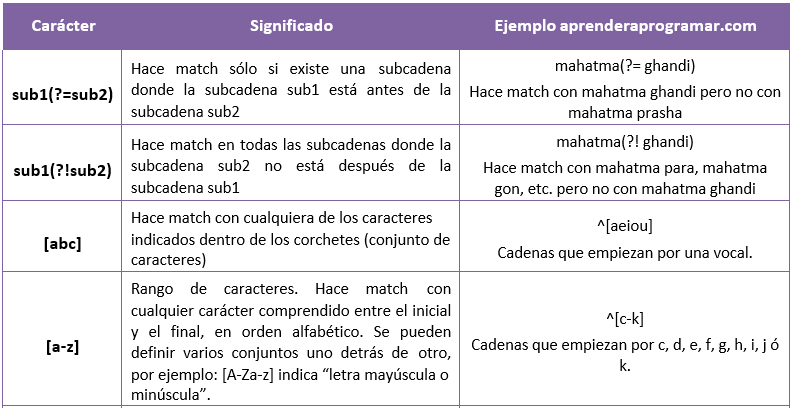 Carácter Significado Ejemplo aprenderaprogramar.com
sub1(?=sub2)
Hace match sólo si existe una subcadena
donde la subcadena sub1 está antes de la
subcadena sub2
mahatma(?= ghandi)
Hace match con mahatma ghandi pero no con
mahatma prasha
sub1(?!sub2)
Hace match en todas las subcadenas donde la
subcadena sub2 no está después de la
subcadena sub1
mahatma(?! ghandi)
Hace match con mahatma para, mahatma
gon, etc. pero no con mahatma ghandi
[abc]
Hace match con cualquiera de los caracteres
indicados dentro de los corchetes (conjunto de
caracteres)
^[aeiou]
Cadenas que empiezan por una vocal.
[a-z]
Rango de caracteres. Hace match con
cualquier carácter comprendido entre el inicial
y el final, en orden alfabético. Se pueden
definir varios conjuntos uno detrás de otro,
por ejemplo: [A-Za-z] indica “letra mayúscula o
minúscula”.
^[c-k]
Cadenas que empiezan por c, d, e, f, g, h, i, j ó
k.